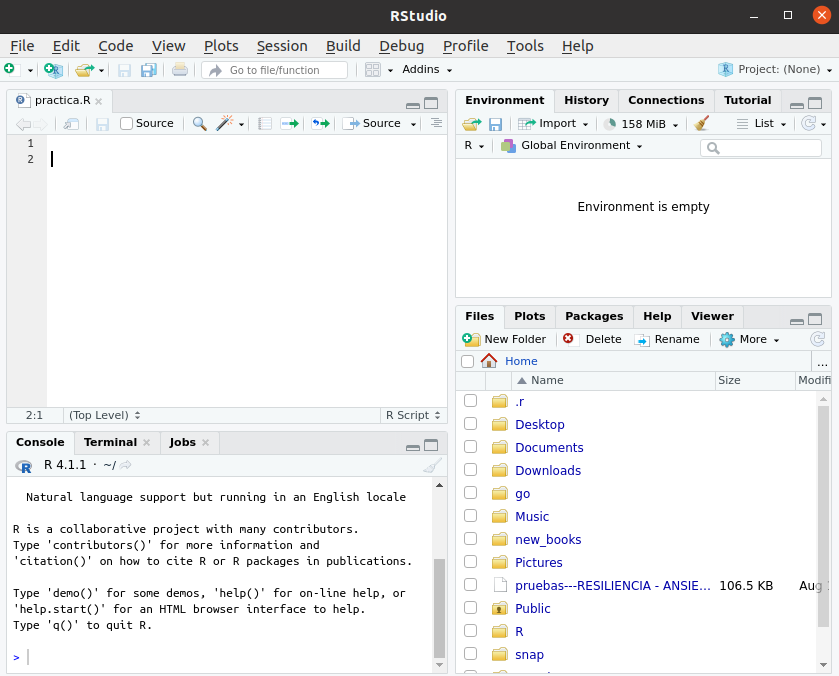 RStudio
File Edit Code View Plots Session Build Debug Profile Tools Help
Go to file/function Addins Project: (None)
practica.R
Source Source
1
2
2:1 (Top Level) R Script
Console Terminal Jobs
R 4.1.1 · ~/
Natural language support but running in an English locale
R is a collaborative project with many contributors.
Type 'contributors()' for more information and
'citation()' on how to cite R or R packages in publications.
Type 'demo()' for some demos, 'help()' for on-line help, or
'help.start()' for an HTML browser interface to help.
Type 'q()' to quit R.
>
Environment History Connections Tutorial
Import 158 MiB List
R Global Environment
Environment is empty
Files Plots Packages Help Viewer
New Folder Delete Rename More
Home ...
Name Size Modifi
.r
Desktop
Documents
Downloads
go
Music
new_books
Pictures
pruebas---RESILIENCIA - ANSIE... 106.5 KB Aug
Public
R
snap